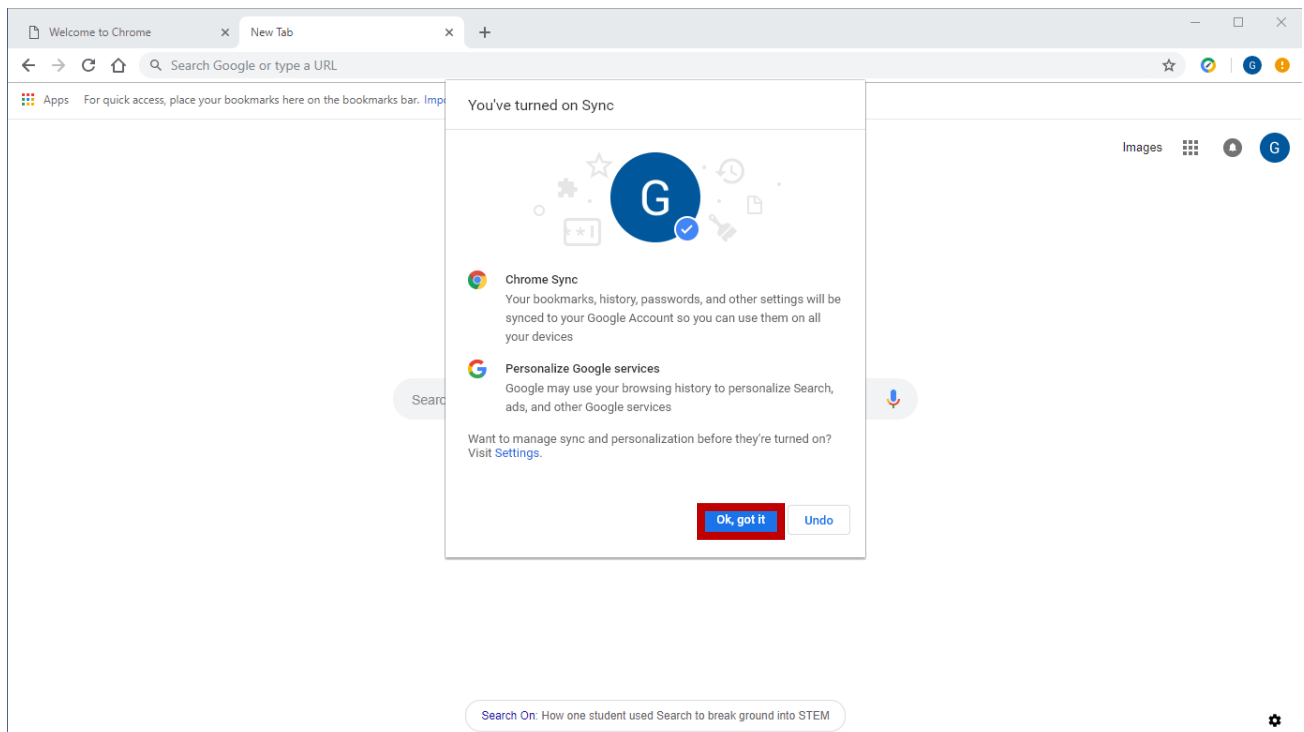 Welcome to Chrome
New Tab
Search Google or type a URL
G
Apps For quick access, place your bookmarks here on the bookmarks bar. Impo
You've turned on Sync
Images
G
G
Chrome Sync
Your bookmarks, history, passwords, and other settings will be
synced to your Google Account so you can use them on all
your devices
Personalize Google services
Google may use your browsing history to personalize Search,
ads, and other Google services
Searc
Want to manage sync and personalization before they're turned on?
Visit Settings.
Ok, got it
Undo
Search On: How one student used Search to break ground into STEM